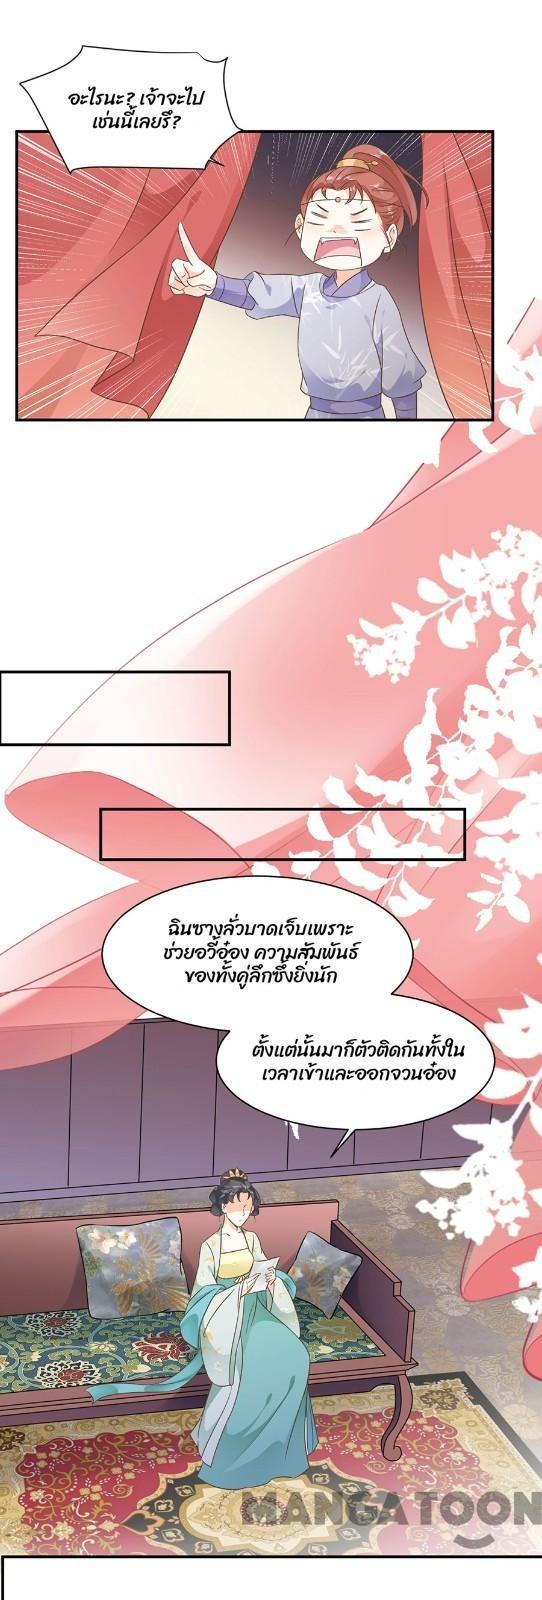 อะไรนะ? เจ้าจะไป
เช่นนี้เลยรึ?
ฉินซางลั่วบาดเจ็บเพราะ
ช่วยอวี้อ๋อง ความสัมพันธ์
ของทั้งคู่ลึกซึ้งยิ่งนัก
ตั้งแต่นั้นมาก็ตัวติดกันทั้งใน
เวลาเข้าและออกจวนอ๋อง
MANGATOON